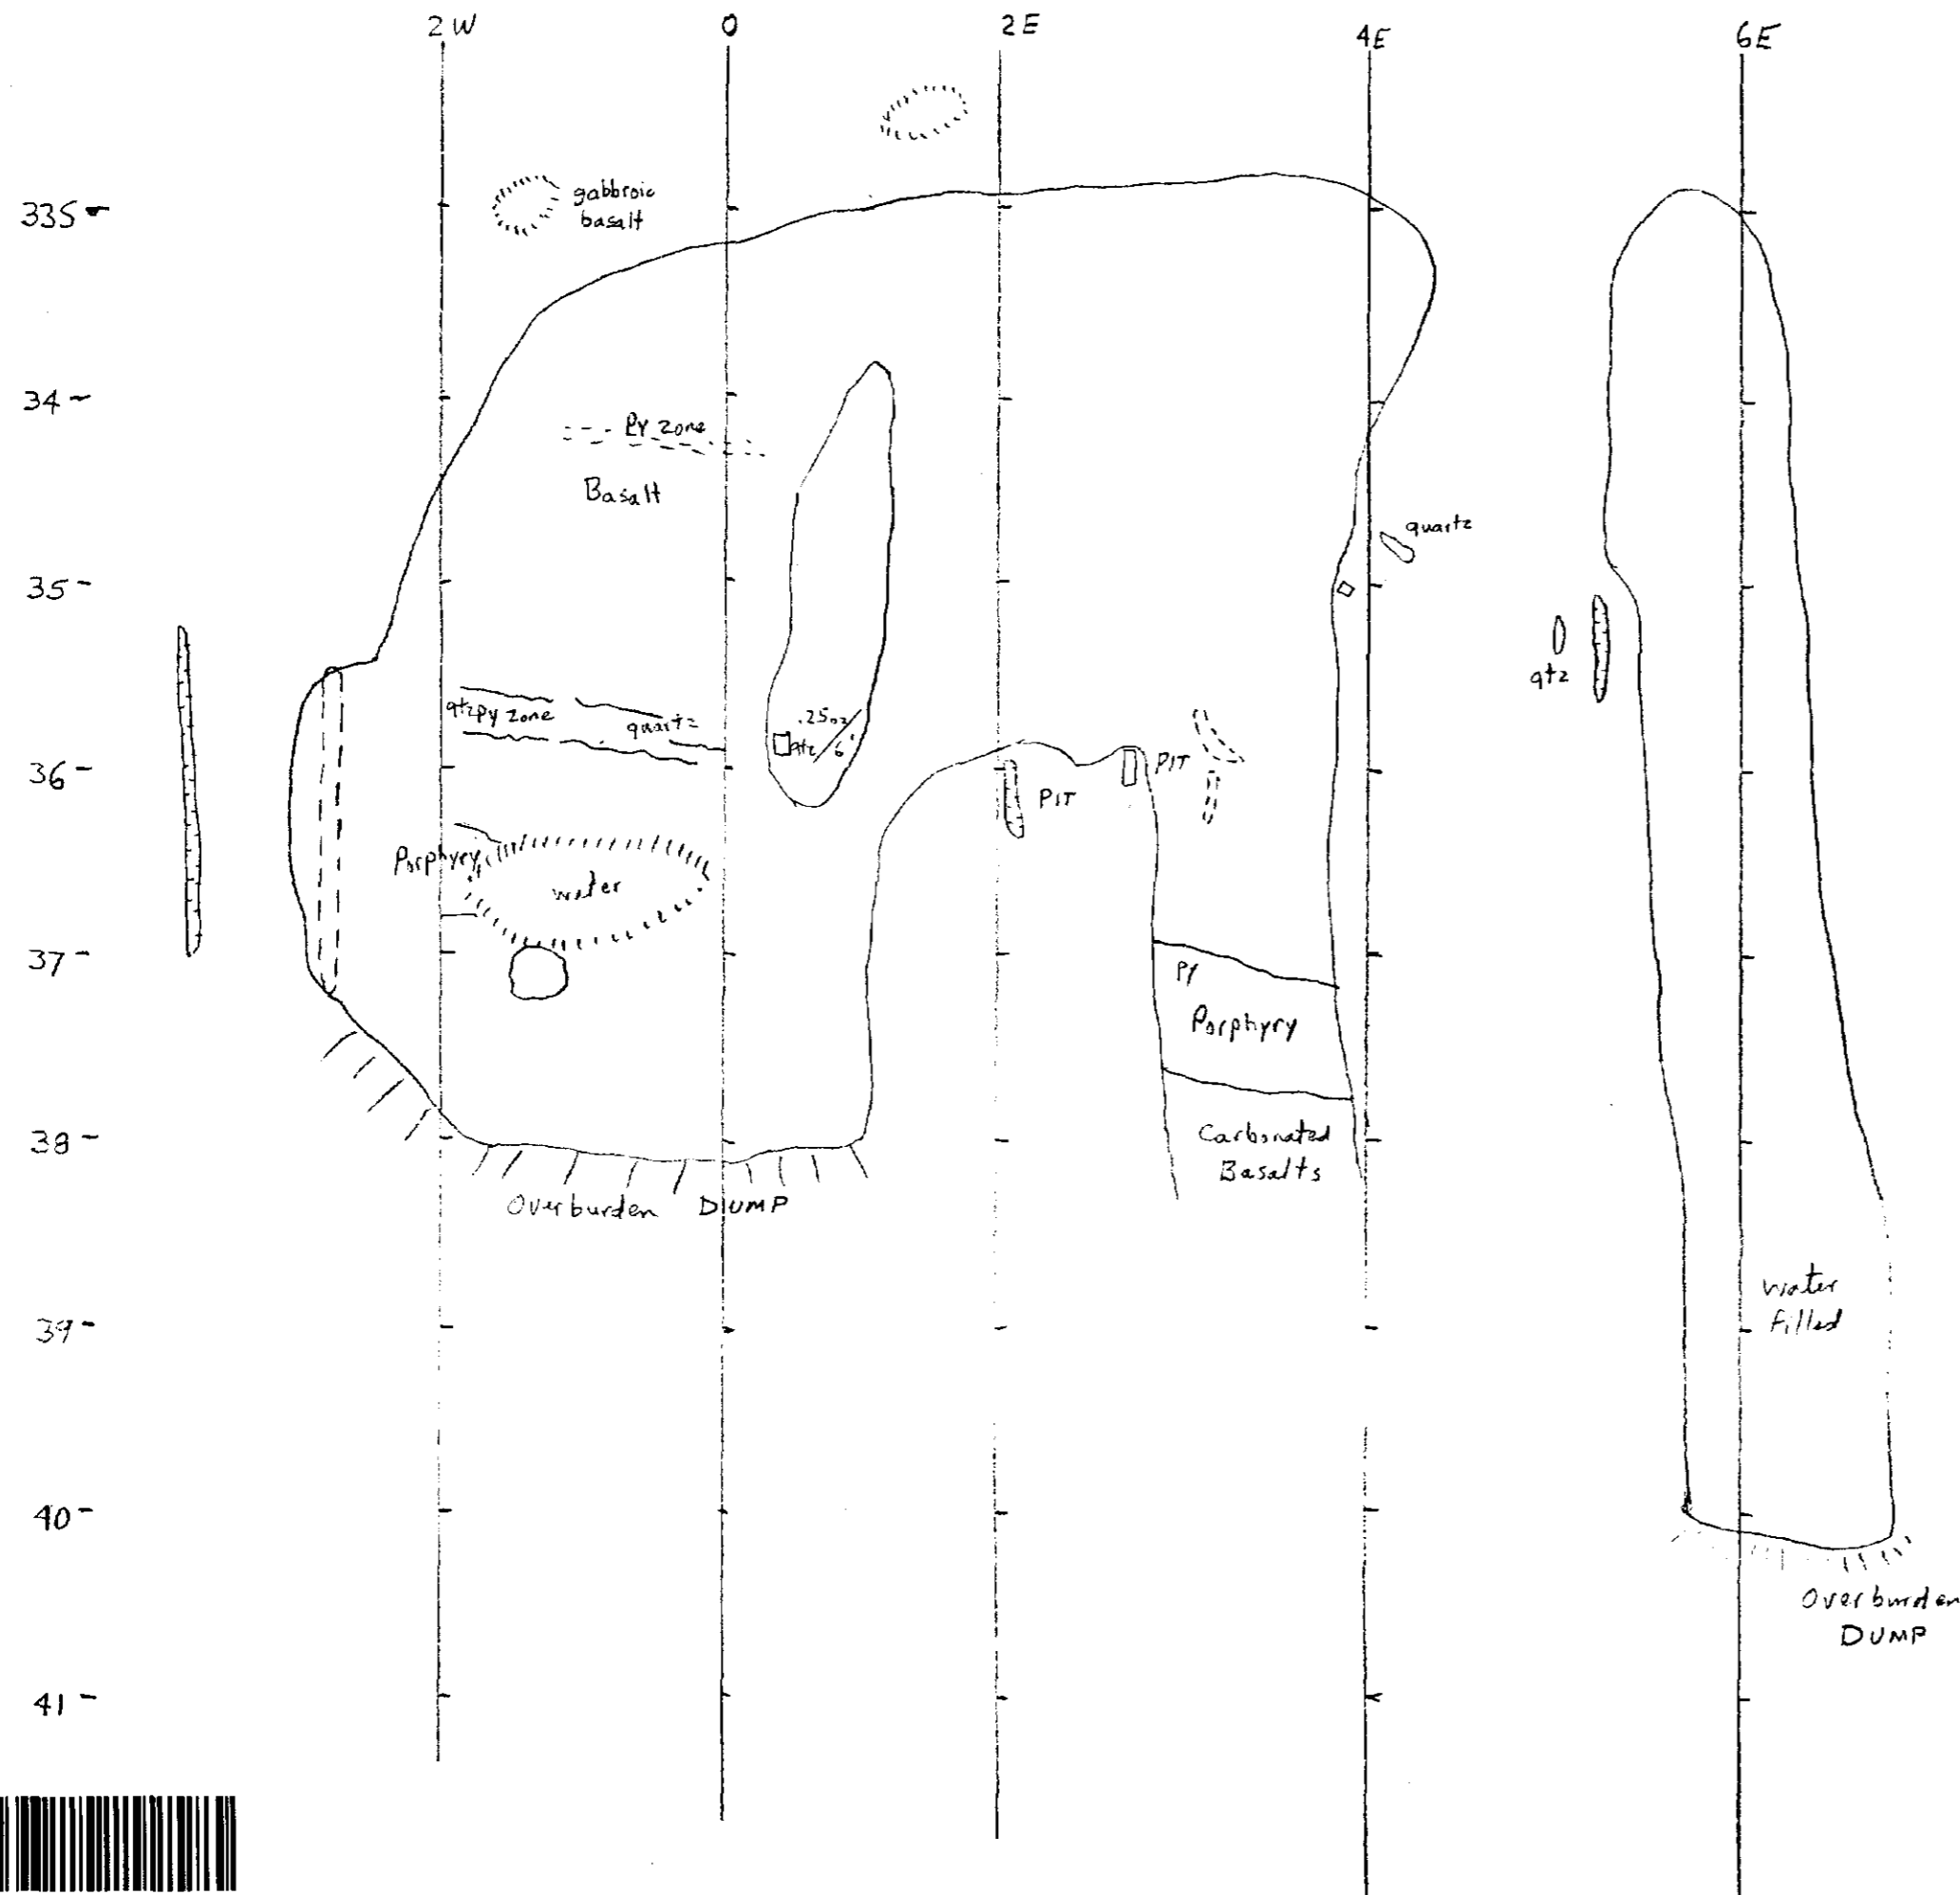 2W
0
2E
4E
6E
33S
gabbroic
basalt
34
Py zone
Basalt
quartz
35
qtz
qtzpy zone
quartz
.25oz/6'
qtz
36
PIT
PIT
Porphyry
water
37
PY
Porphyry
38
Carbonated
Basalts
Overburden DUMP
water
filled
39
40
Overburden
DUMP
41